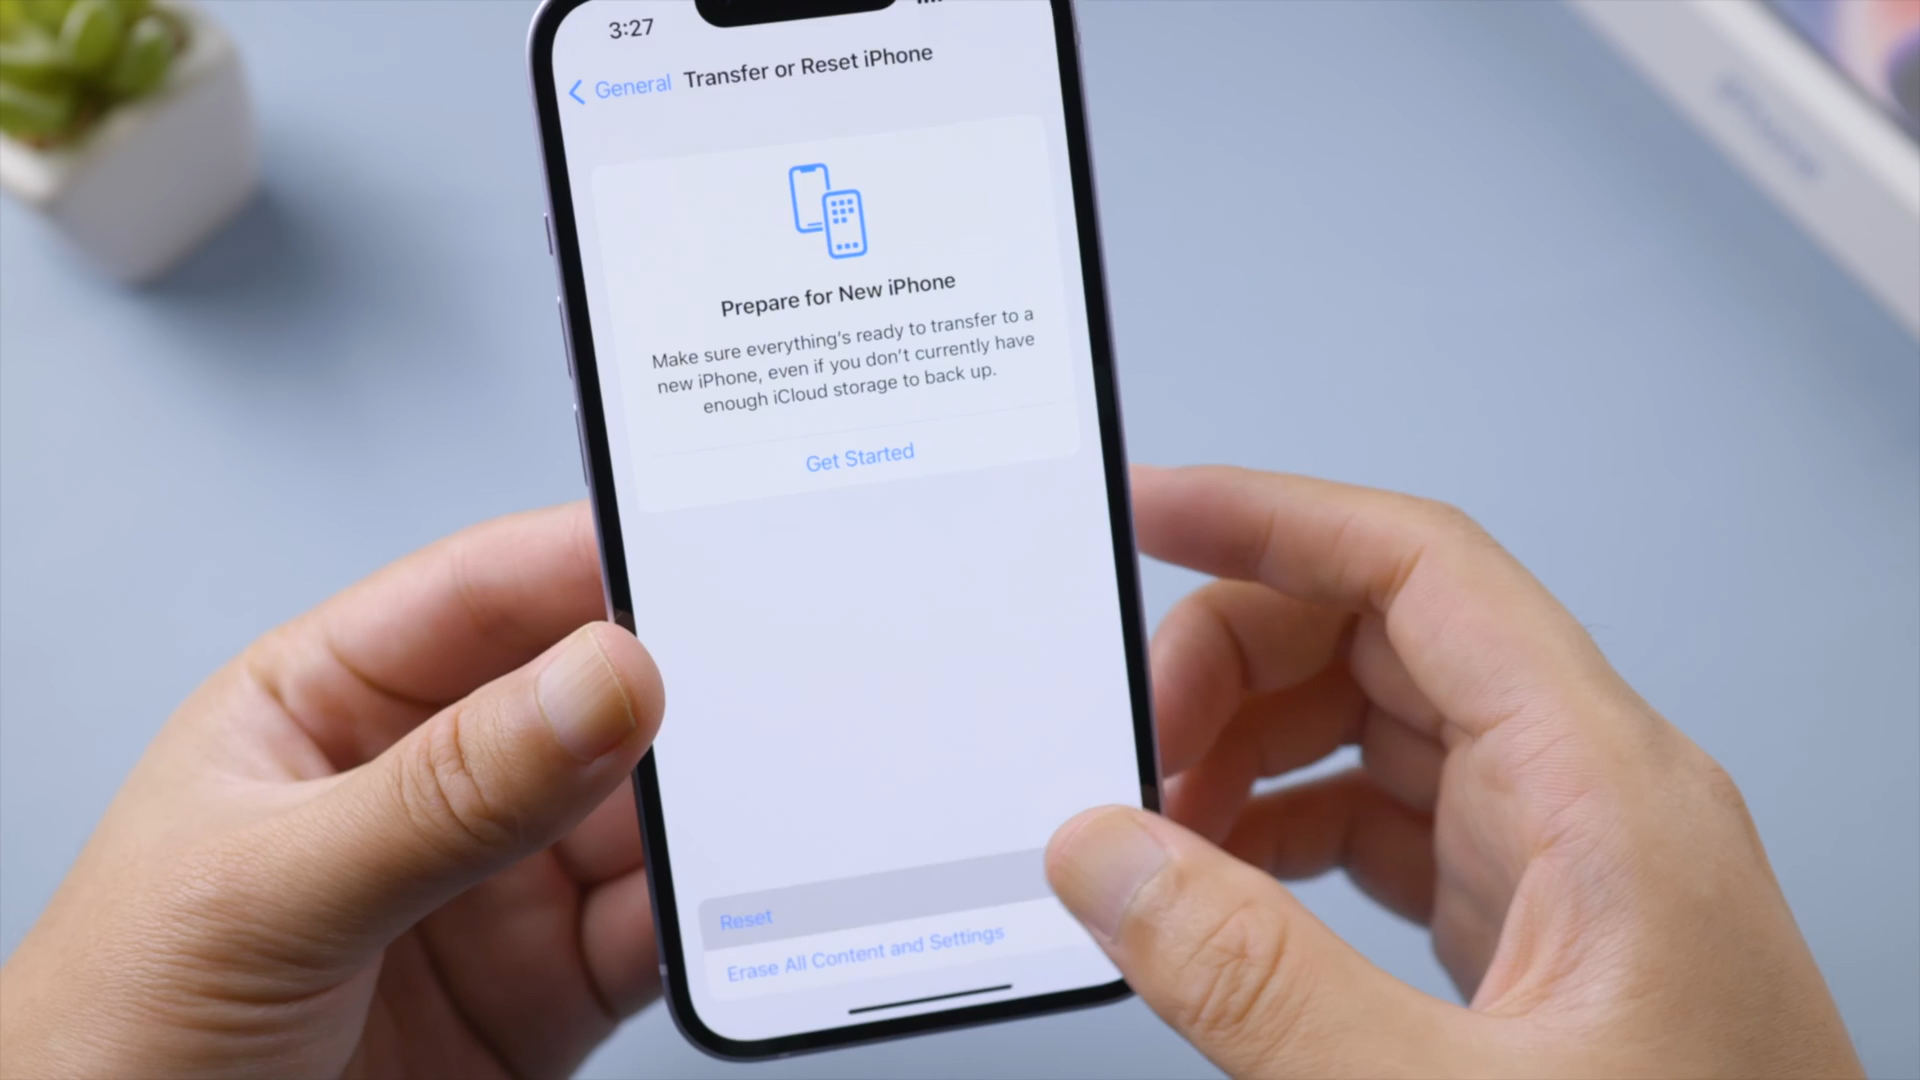 3:27
General Transfer or Reset iPhone
Prepare for New iPhone
Make sure everything's ready to transfer to a
new iPhone, even if you don't currently have
enough iCloud storage to back up.
Get Started
Reset
Erase All Content and Settings
iPhone